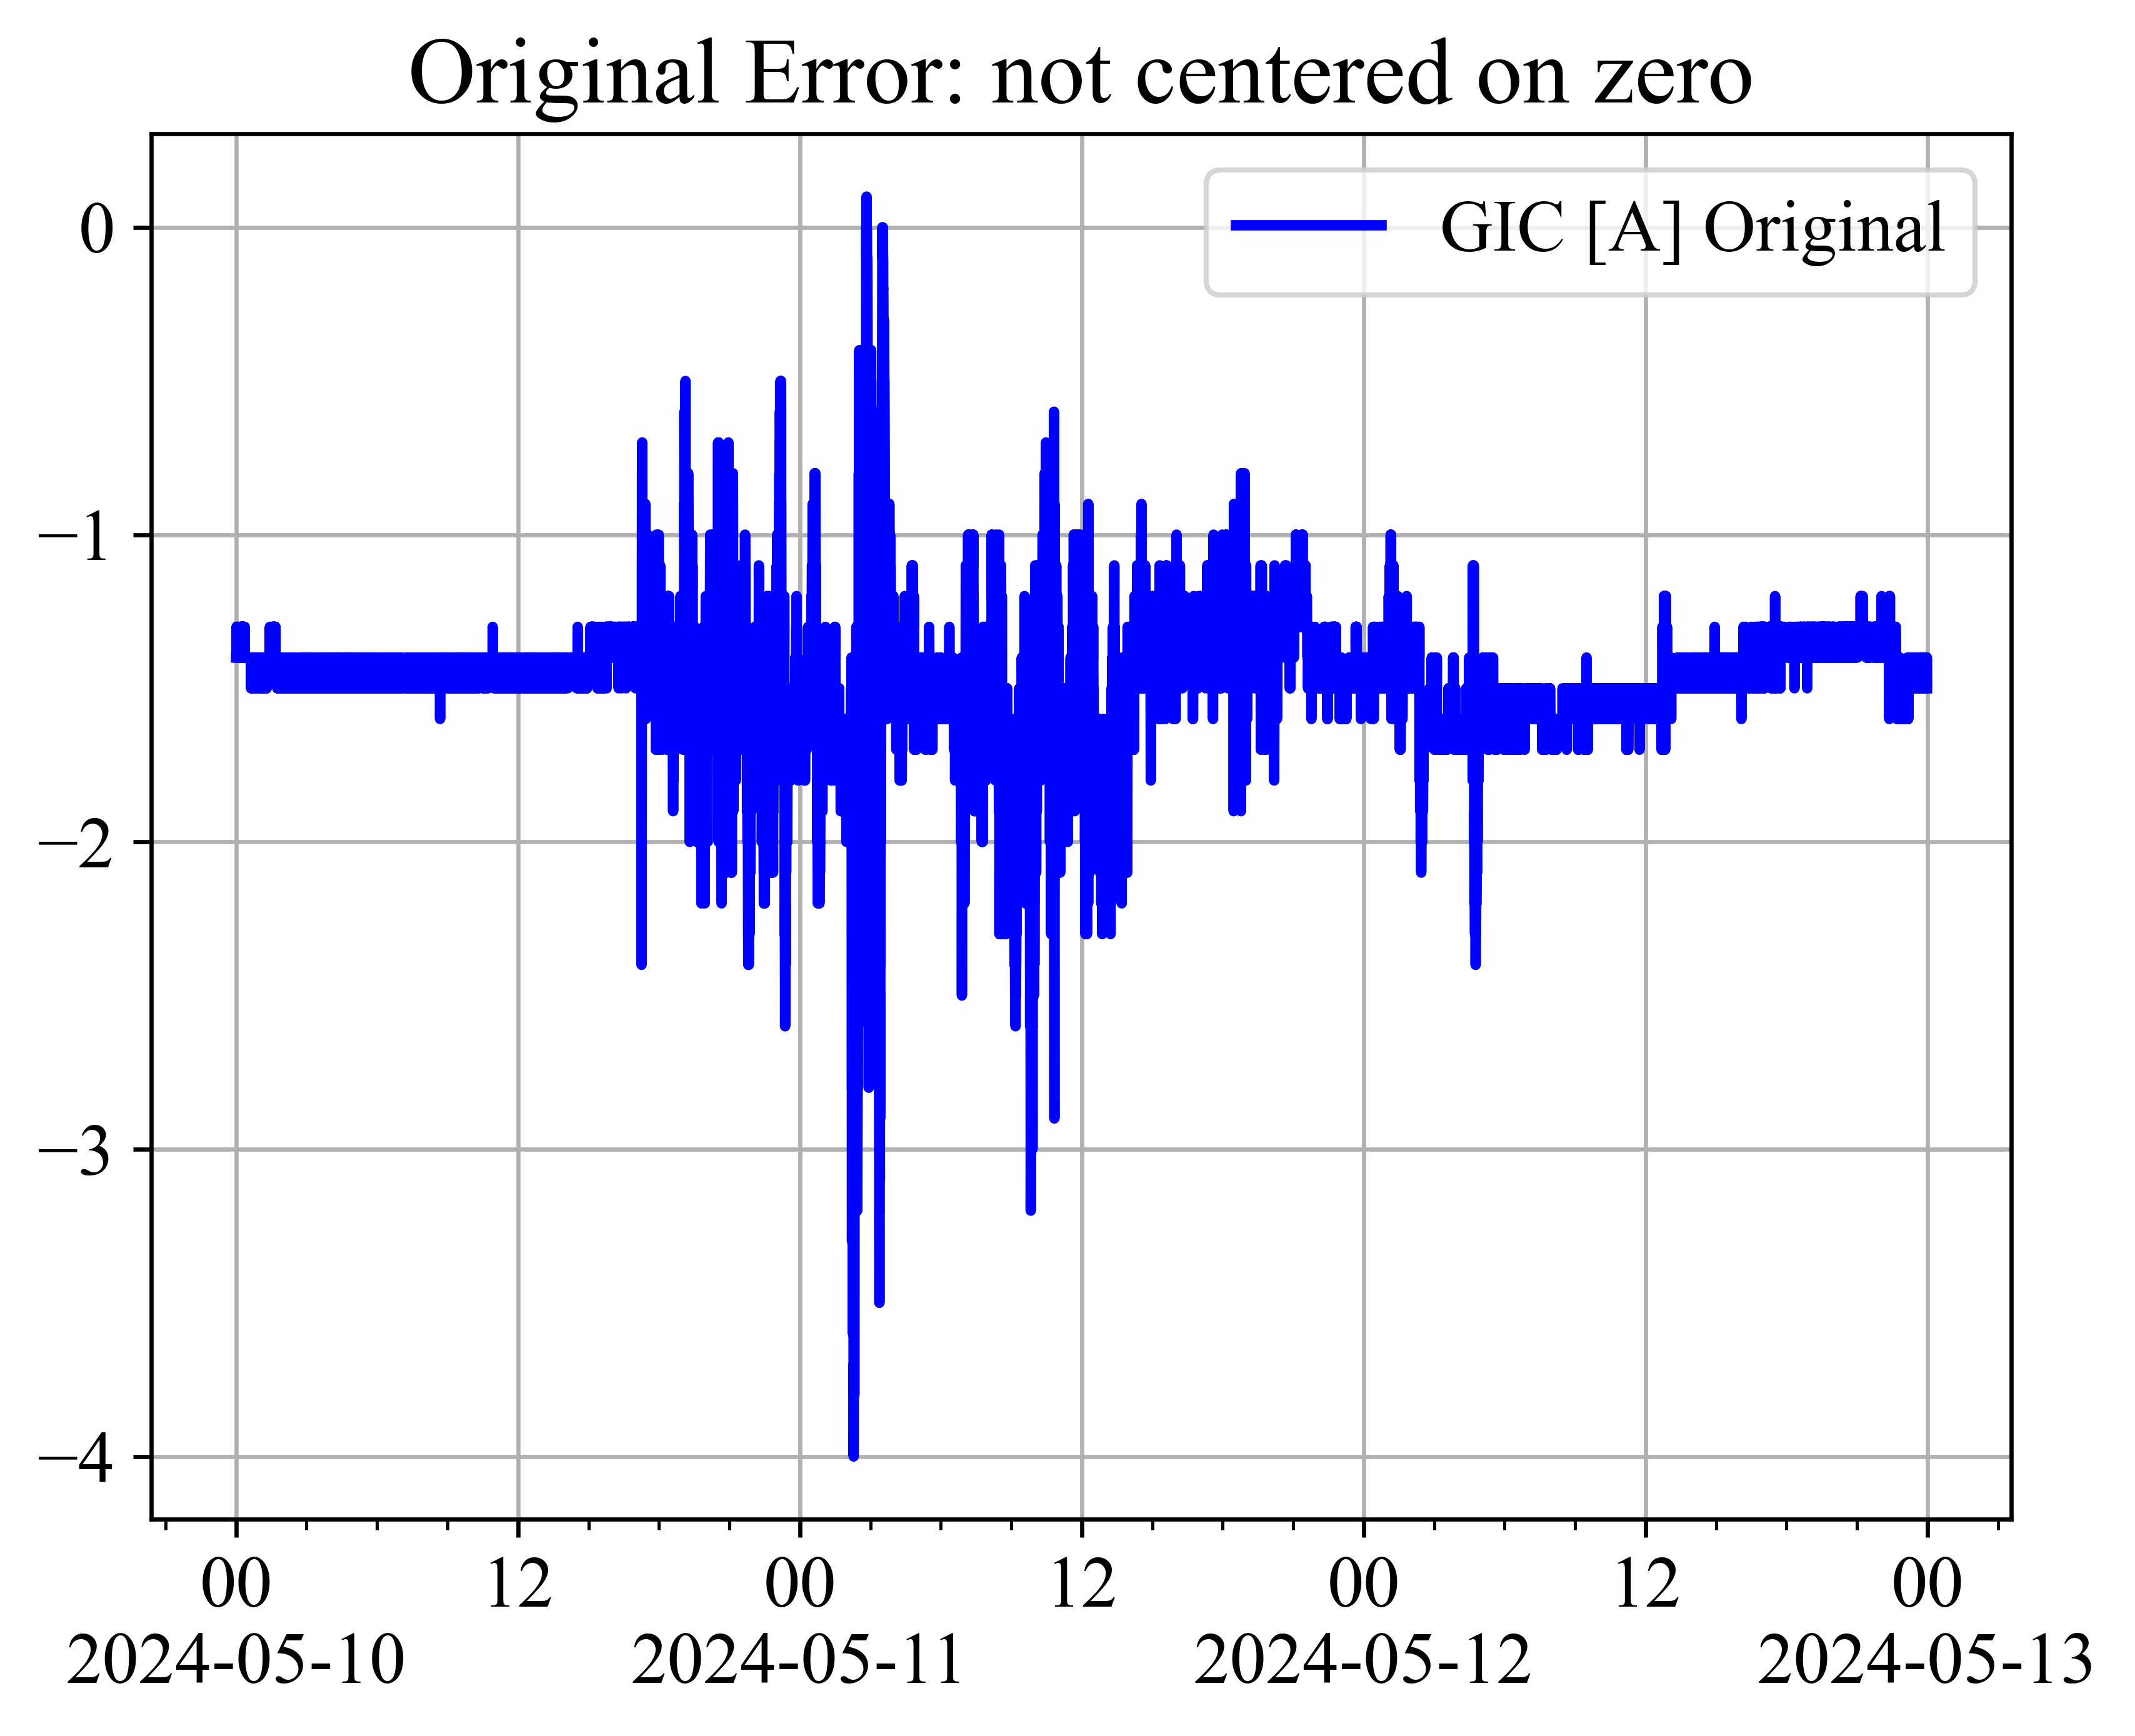 Original Error: not centered on zero
GIC [A] Original
0
−1
−2
−3
−4
00 12 00 12 00 12 00
2024-05-10 2024-05-11 2024-05-12 2024-05-13